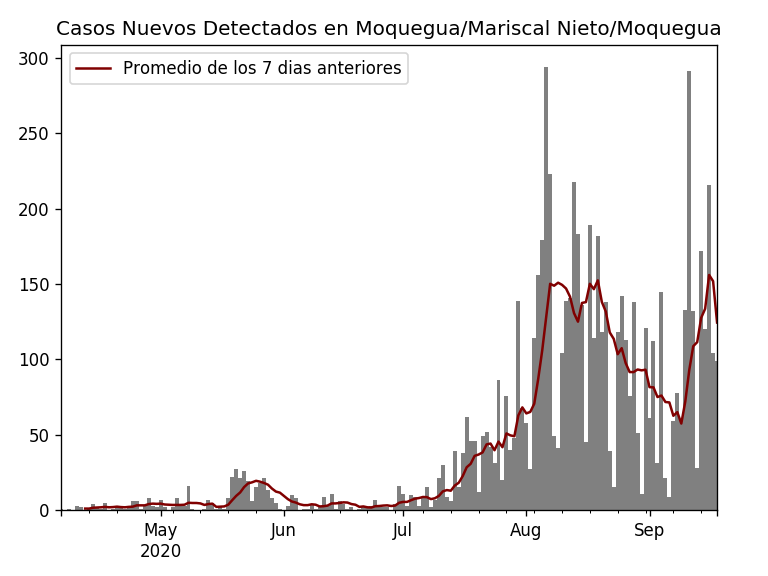 Casos Nuevos Detectados en Moquegua/Mariscal Nieto/Moquegua
Promedio de los 7 dias anteriores
300
250
200
150
100
50
0
May Jun Jul Aug Sep
2020